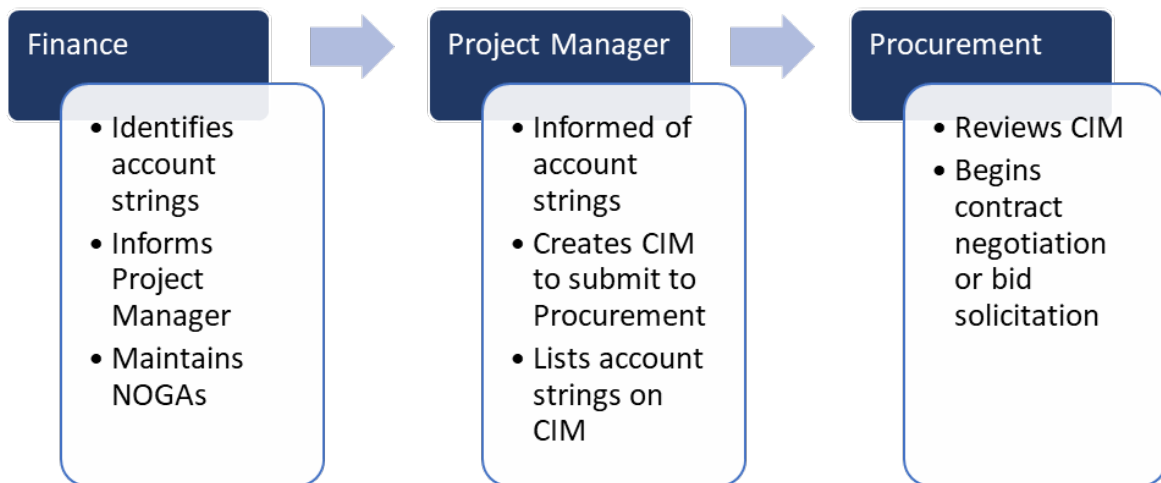 Finance
• Identifies
account
strings
• Informs
Project
Manager
• Maintains
NOGAs
Project Manager
• Informed of
account
strings
• Creates CIM
to submit to
Procurement
• Lists account
strings on
CIM
Procurement
• Reviews CIM
• Begins
contract
negotiation
or bid
solicitation